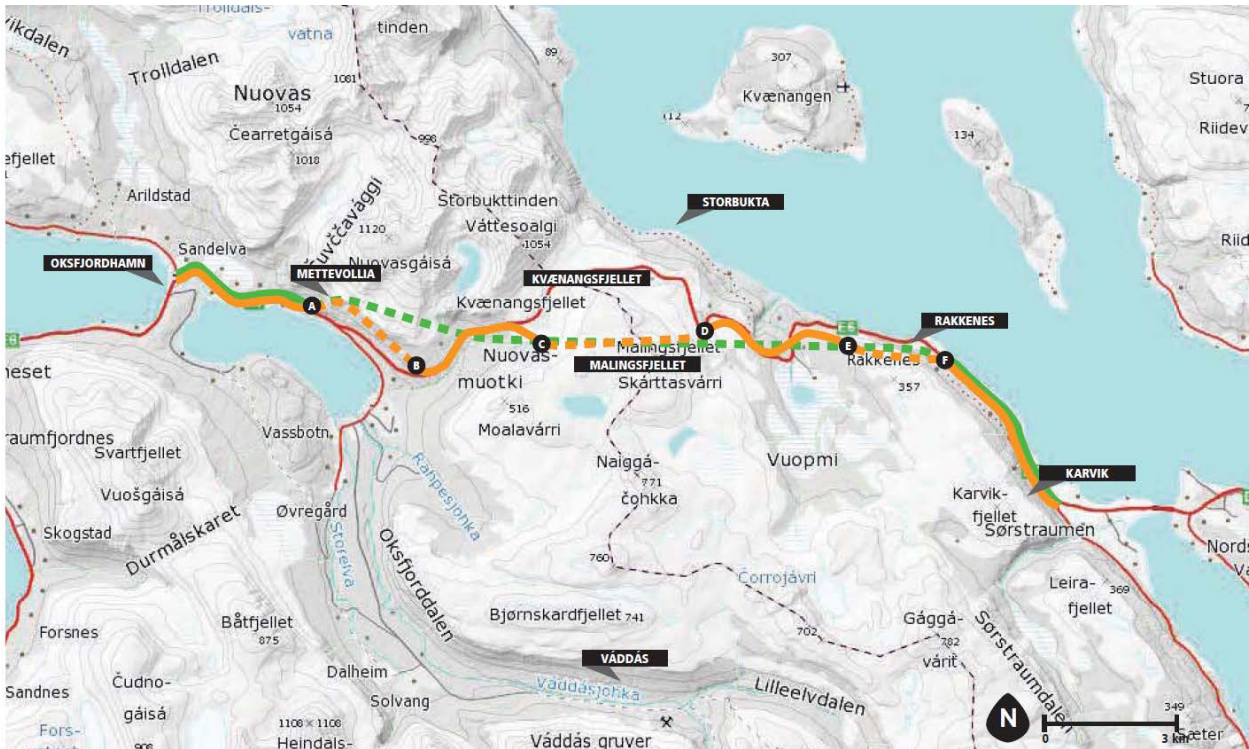 Trolldals-
vatna
tinden
vikdalen
Trolldalen
1081
Nuovas
1054
Čearretgáisá
1018
998
89
307
Kvænangen
112
134
Stuora
Riidev
efjellet
Arildstad
Storbukttinden
Váttesoalgi
1054
STORBUKTA
Sandelva
1120
Nuovasgáisá
OKSFJORDHAMN
METTEVOLLIA
KVÆNANGSFJELLET
Kvænangsfjellet
A
B
C
D
E
F
E6
RAKKENES
Rakkenes
357
Malingsfjellet
MALINGSFJELLET
Skárttasvárri
Nuovas-
muotki
516
Moalavárri
neset
raumfjordnes
Svartfjellet
Vuošgáisá
Skogstad
Durmålskaret
Vassbotn
Øvregård
Storelva
Rahpesjohka
Oksfjorddalen
Naiggá-
771
čohkka
760
Vuopmi
KARVIK
Karvik-
fjellet
Sørstraumen
Nords
Leira-
fjellet
369
Čorrojávri
702
Gággá-
782
várit
Sørstraumdalen
Bjørnskardfjellet 741
Båtfjellet
875
Forsnes
Sandnes
Čudno-
gáisá
Fors-
Dalheim
Solvang
1108 × 1108
Heindals-
VÁDDÁS
Váddásjohka
Lilleelvdalen
Váddás gruver
N
0
3 km
349
Sæter